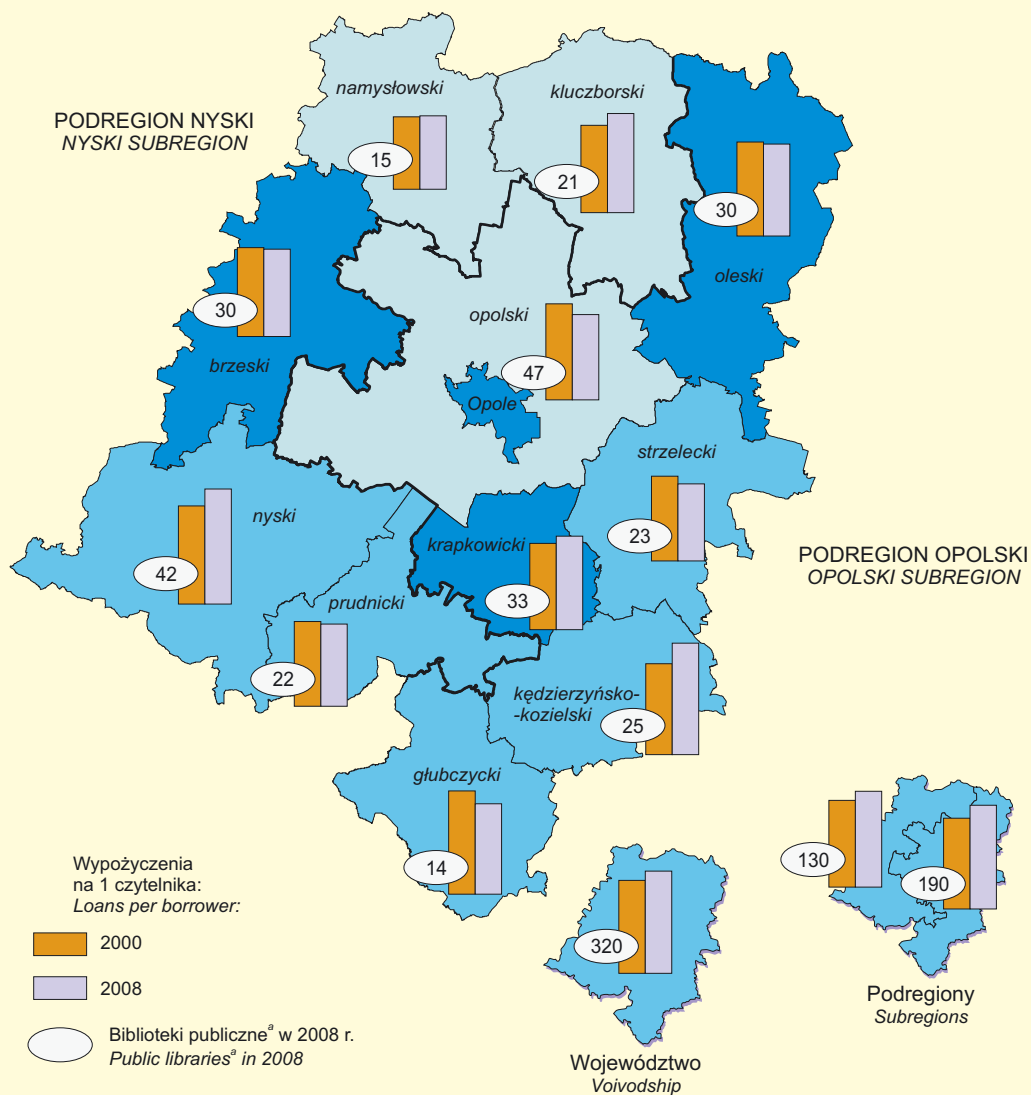 namysłowski
kluczborski
PODREGION NYSKI
NYSKI SUBREGION
15
21
30
oleski
30
opolski
brzeski
47
Opole
strzelecki
nyski
23
krapkowicki
PODREGION OPOLSKI
OPOLSKI SUBREGION
42
33
prudnicki
22
kędzierzyńsko-
-kozielski
25
głubczycki
14
130
190
320
Wypożyczenia
na 1 czytelnika:
Loans per borrower:
2000
2008
Biblioteki publiczneᵃ w 2008 r.
Public librariesᵃ in 2008
Województwo
Voivodship
Podregiony
Subregions